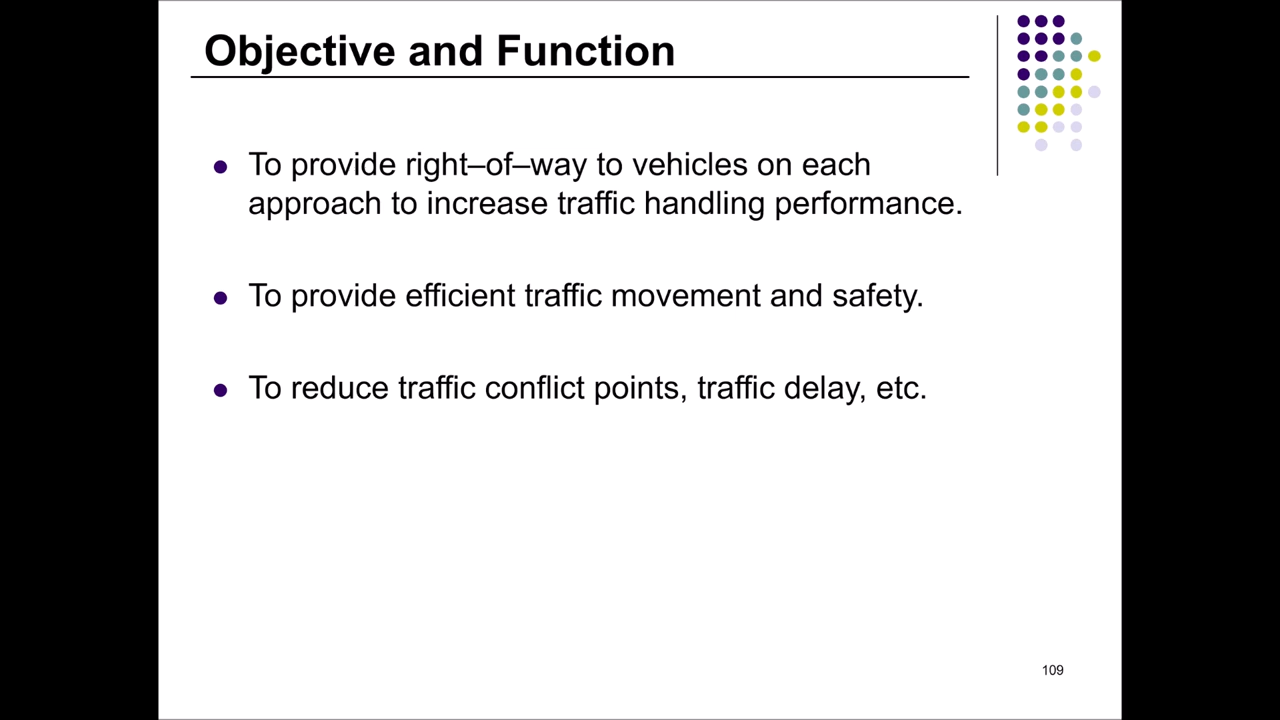 Objective and Function
To provide right–of–way to vehicles on each
approach to increase traffic handling performance.
To provide efficient traffic movement and safety.
To reduce traffic conflict points, traffic delay, etc.
109